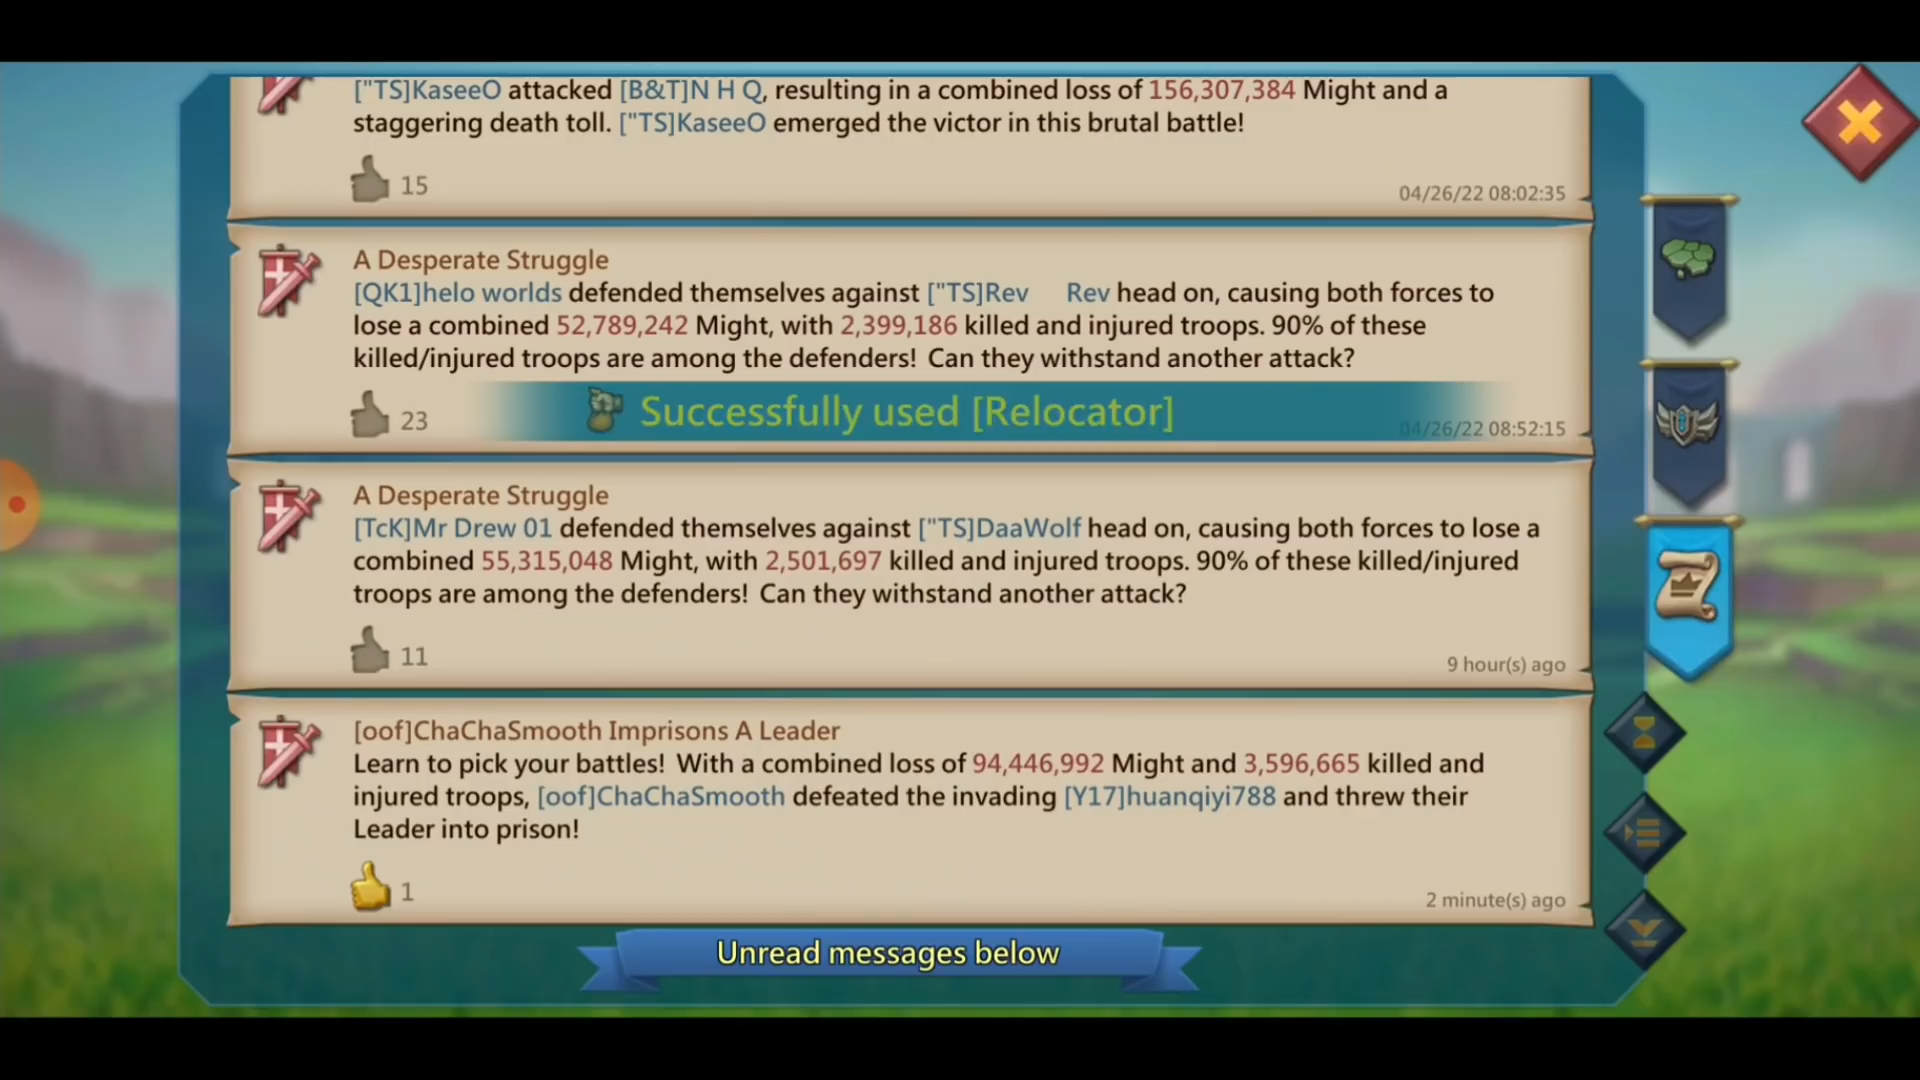 ["TS]KaseeO attacked [B&T]N H Q, resulting in a combined loss of 156,307,384 Might and a
staggering death toll. ["TS]KaseeO emerged the victor in this brutal battle!
15
04/26/22 08:02:35
A Desperate Struggle
[QK1]helo worlds defended themselves against ["TS]Rev Rev head on, causing both forces to
lose a combined 52,789,242 Might, with 2,399,186 killed and injured troops. 90% of these
killed/injured troops are among the defenders! Can they withstand another attack?
Successfully used [Relocator]
23
04/26/22 08:52:15
A Desperate Struggle
[TcK]Mr Drew 01 defended themselves against ["TS]DaaWolf head on, causing both forces to lose a
combined 55,315,048 Might, with 2,501,697 killed and injured troops. 90% of these killed/injured
troops are among the defenders! Can they withstand another attack?
11
9 hour(s) ago
[oof]ChaChaSmooth Imprisons A Leader
Learn to pick your battles! With a combined loss of 94,446,992 Might and 3,596,665 killed and
injured troops, [oof]ChaChaSmooth defeated the invading [Y17]huanqiyi788 and threw their
Leader into prison!
1
2 minute(s) ago
Unread messages below